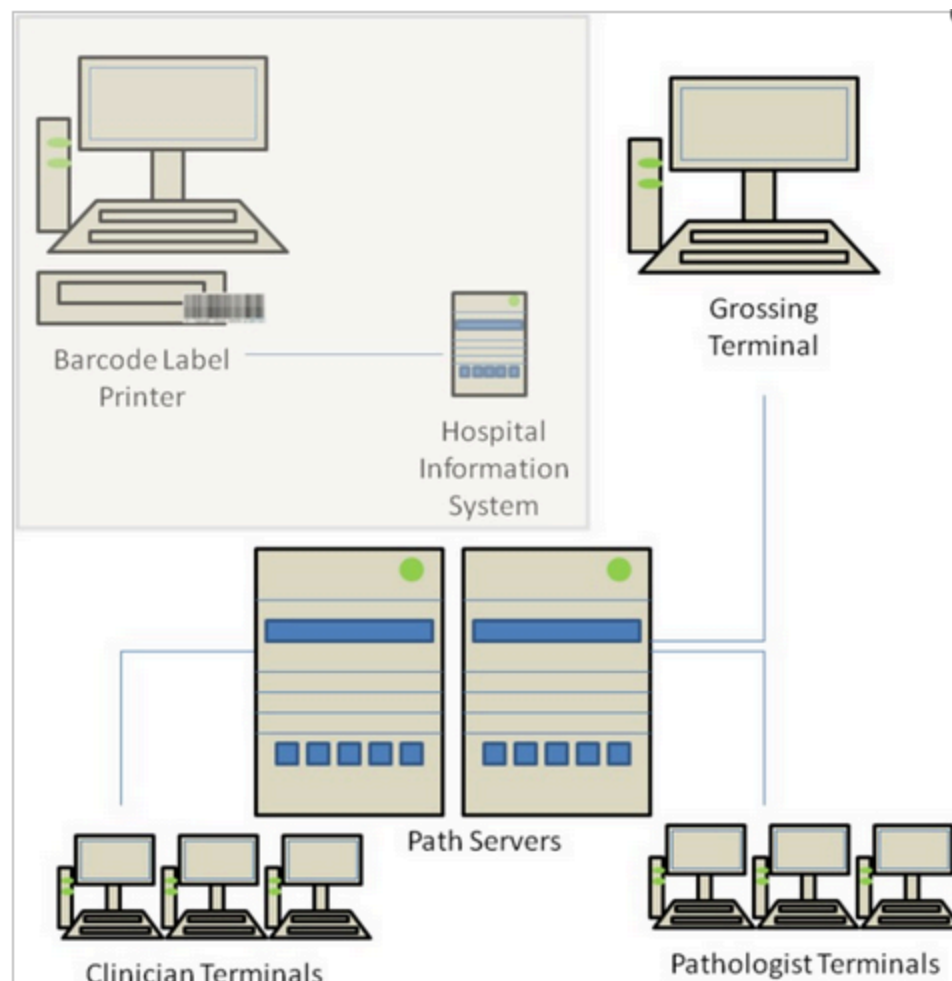 Grossing
Terminal
Barcode Label
Printer
Hospital
Information
System
Path Servers
Clinician Terminals
Pathologist Terminals